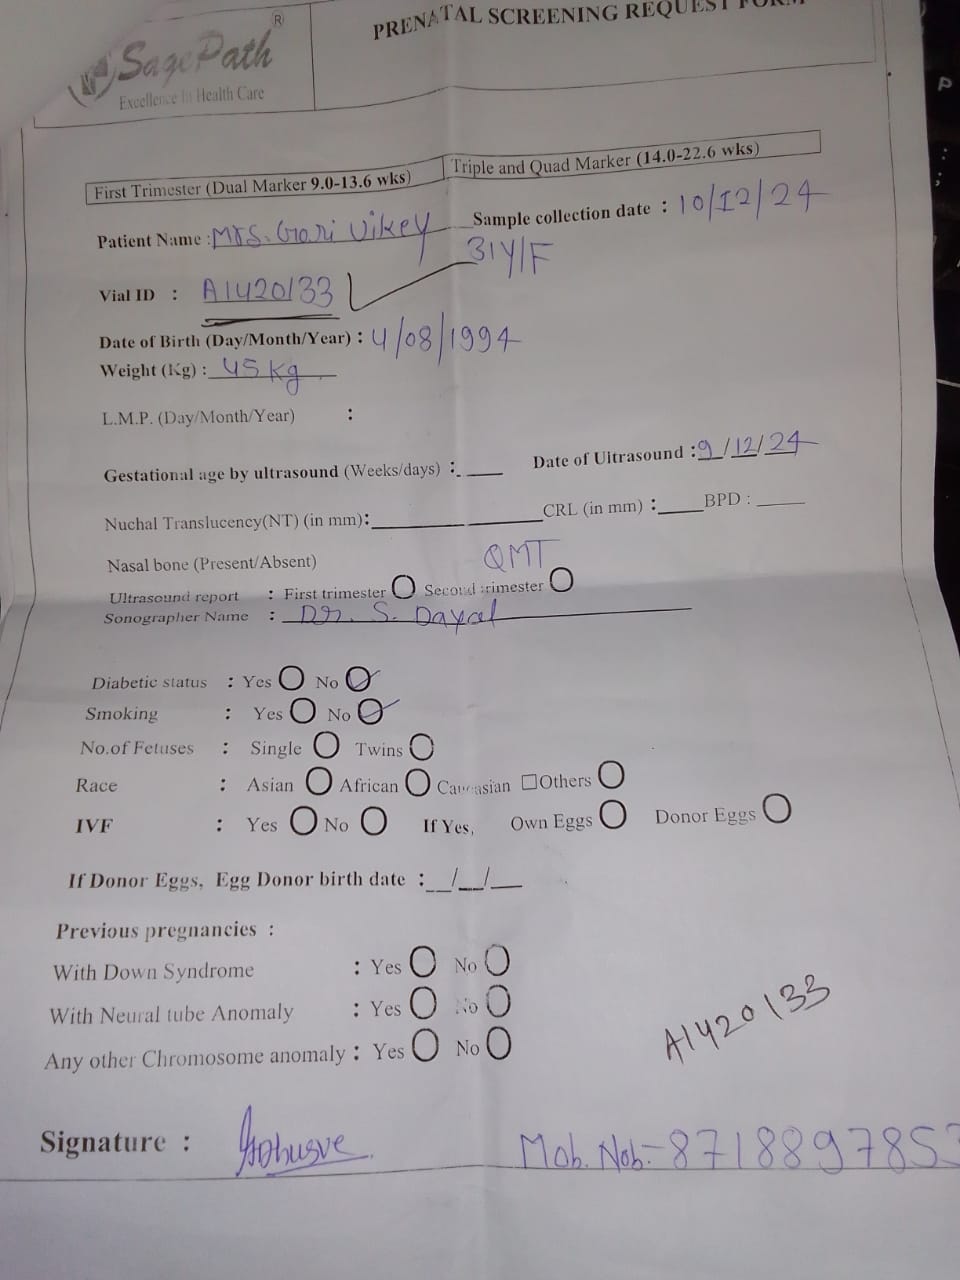 SagePath ®
Excellence In Health Care
PRENATAL SCREENING REQUEST FORM
First Trimester (Dual Marker 9.0-13.6 wks) Triple and Quad Marker (14.0-22.6 wks)
Patient Name : Mrs. Gori Vikey Sample collection date : 10/12/24
31Y/F
Vial ID : A1420133
Date of Birth (Day/Month/Year) : 4/08/1994
Weight (Kg) : 45 kg
L.M.P. (Day/Month/Year) :
Gestational age by ultrasound (Weeks/days) : Date of Ultrasound : 9/12/24
Nuchal Translucency(NT) (in mm): CRL (in mm) : BPD :
Nasal bone (Present/Absent) QMT
Ultrasound report : First trimester Second trimester
Sonographer Name : Dr. S. Dayal
Diabetic status : Yes No
Smoking : Yes No
No.of Fetuses : Single Twins
Race : Asian African Caucasian Others
IVF : Yes No If Yes, Own Eggs Donor Eggs
If Donor Eggs, Egg Donor birth date : __/__/__
Previous pregnancies :
With Down Syndrome : Yes No
With Neural tube Anomaly : Yes No
Any other Chromosome anomaly : Yes No
A1420133
Signature :
Mob. Nob:- 8718897853